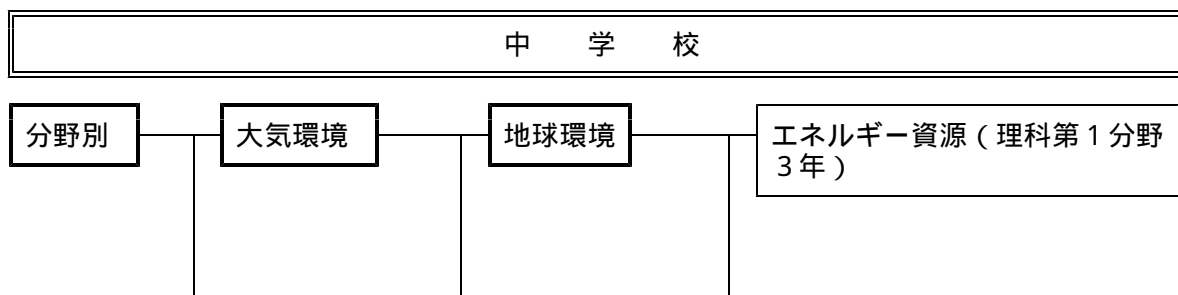 中 学 校
分野別
大気環境
地球環境
エネルギー資源（理科第１分野
３年）